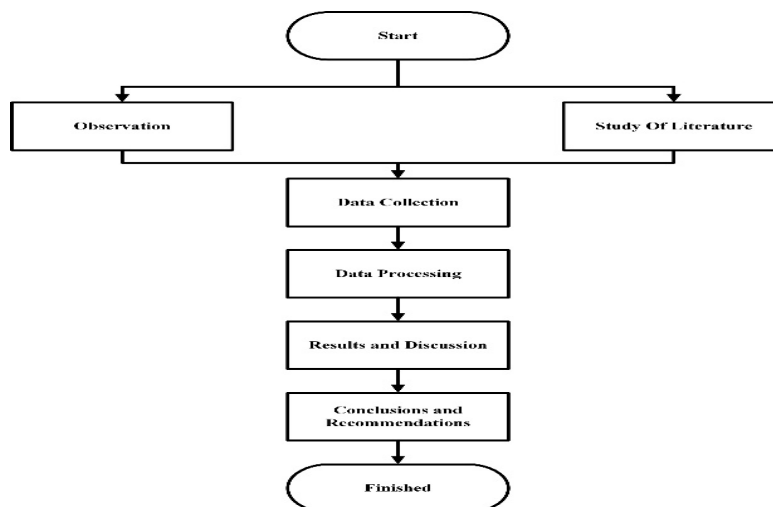 Start
Observation
Study Of Literature
Data Collection
Data Processing
Results and Discussion
Conclusions and
Recommendations
Finished